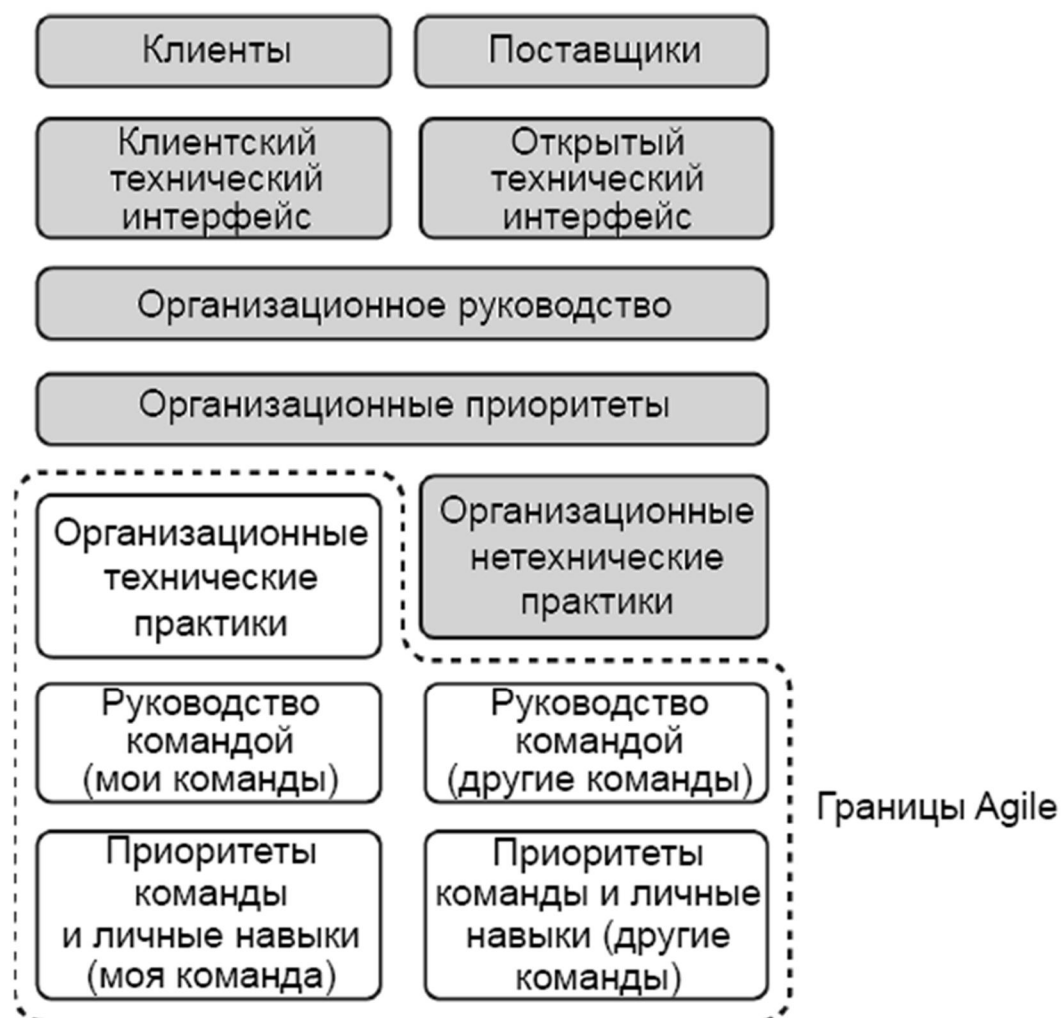 Клиенты
Поставщики
Клиентский
технический
интерфейс
Открытый
технический
интерфейс
Организационное руководство
Организационные приоритеты
Организационные
технические
практики
Организационные
нетехнические
практики
Руководство
командой
(мои команды)
Руководство
командой
(другие команды)
Границы Agile
Приоритеты
команды
и личные навыки
(моя команда)
Приоритеты
команды и личные
навыки (другие
команды)